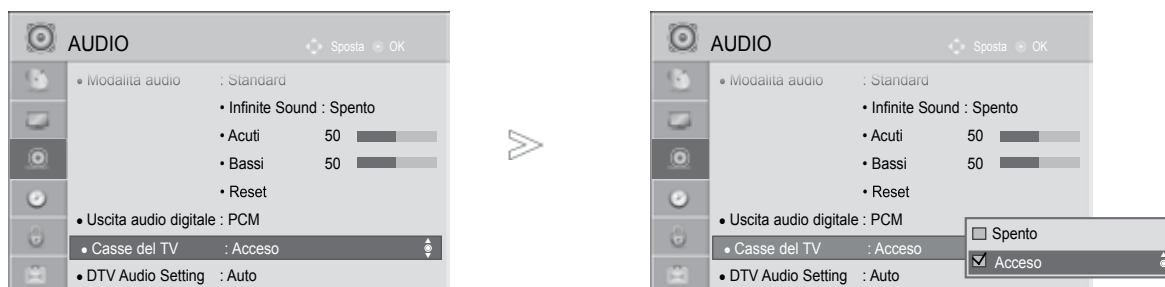 AUDIO
Sposta OK
• Modalità audio : Standard
• Infinite Sound : Spento
• Acuti 50
• Bassi 50
• Reset
• Uscita audio digitale : PCM
• Casse del TV : Acceso
• DTV Audio Setting : Auto
AUDIO
Sposta OK
• Modalità audio : Standard
• Infinite Sound : Spento
• Acuti 50
• Bassi 50
• Reset
• Uscita audio digitale : PCM
• Casse del TV : Acceso
• DTV Audio Setting : Auto
Spento
Acceso